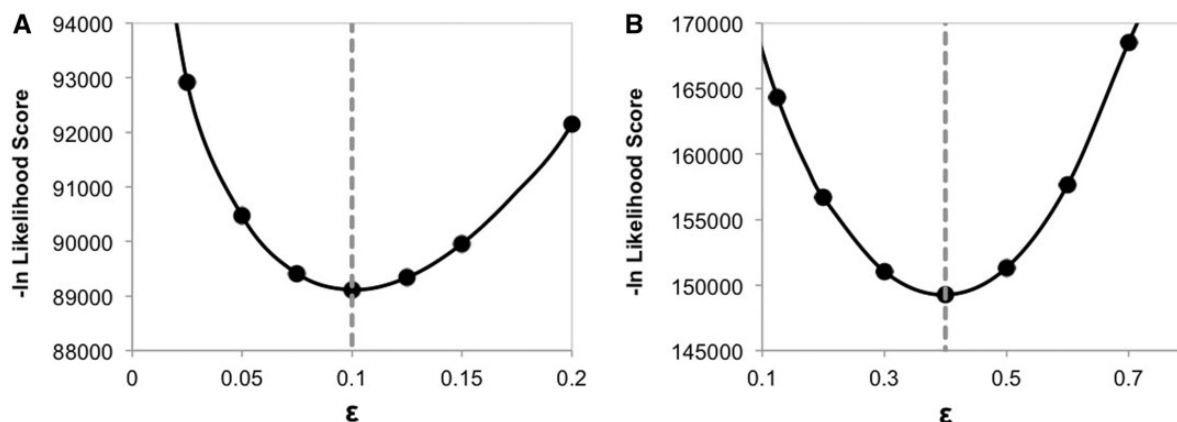 A
94000
93000
92000
91000
90000
89000
88000
-ln Likelihood Score
0 0.05 0.1 0.15 0.2
ε
B
170000
165000
160000
155000
150000
145000
-ln Likelihood Score
0.1 0.3 0.5 0.7
ε